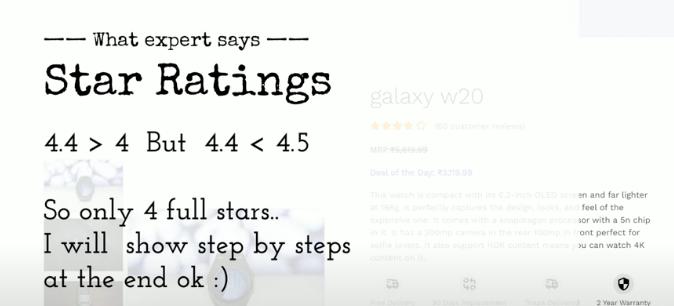 —— What expert says ——
Star Ratings
4.4 > 4 But 4.4 < 4.5
So only 4 full stars..
I will show step by steps
at the end ok :)
galaxy w20
(50 customer reviews)
MRP ₹5,619.99
Deal of the Day: ₹3,119.99
This watch is compact with its 6.2-inch OLED screen and far lighter
at 169g, is perfectly captures the design, looks, and feel of the
expensive one. It comes with a snapdragon processor with a 5n chip
in it. It has a 200mp camera in the rear 100mp in front perfect for
selfie lovers. It also support HDR content means you can watch 4K
content on it.
Free Delivery
30 Days Replacement
Trusa Delivered
2 Year Warranty